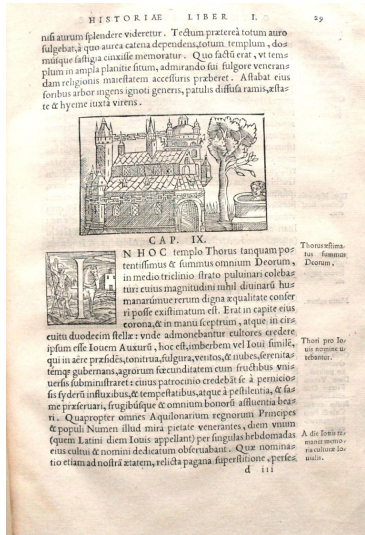 HISTORIAE LIBER I. 29
nisi aurum splendere videretur. Tectum præterea totum auro
fulgebat, à quo aurea catena dependens, totum templum, do=
musque fastigia cinxisse memoratur. Quo factū erat, vt tem=
plum in ampla planitie situm, admirando sui fulgore veneran=
dam religionis maiestatem accessuris præberet. Astabat eius
foribus arbor ingens ignoti generis, patulis diffusa ramis, æsta=
te & hyeme iuxtà virens.
CAP. IX.
IN HOC templo Thorus tanquam po=
tentissimus & summus omnium Deorum,
in medio triclinio strato puluinari coleba=
tur: cuius magnitudini nihil diuinarū hu=
manarúmue rerum digna æqualitate confer
ri posse existimatum est. Erat in capite eius
corona, & in manu sceptrum, atque in cir=
cuitu duodecim stellæ: vnde admonebantur cultores credere
ipsum esse Iouem Auxurū, hoc est, imberbem vel Ioui similē,
qui in aëre præsidēs, tonitrua, fulgura, ventos, & nubes, serenita=
témq; gubernans, agrorum fœcunditatem cum fructibus vni=
uersis subministraret: cuius patrocinio credebāt se à pernicio=
sis syderū influxibus, & tempestatibus, atque à pestilentia, & fa=
me præseruari, frugibúsque & omnium bonorū affluentia bea=
ri. Quapropter omnes Aquilonarium regnorum Principes
& populi Numen illud mira pietate venerantes, diem vnum
(quem Latini diem Iouis appellant) per singulas hebdomadas
eius cultui & nomini dedicatum obseruabant. Quæ nomina=
tio etiam ad nostrā ætatem, relicta pagana superstitione, perse=
d iii
Thorus æstima
tus summus
Deorum.
Thori pro Io=
uis nomine u=
tebantur.
A die Iouis re=
manet memo=
ria culturæ Io=
uialis.